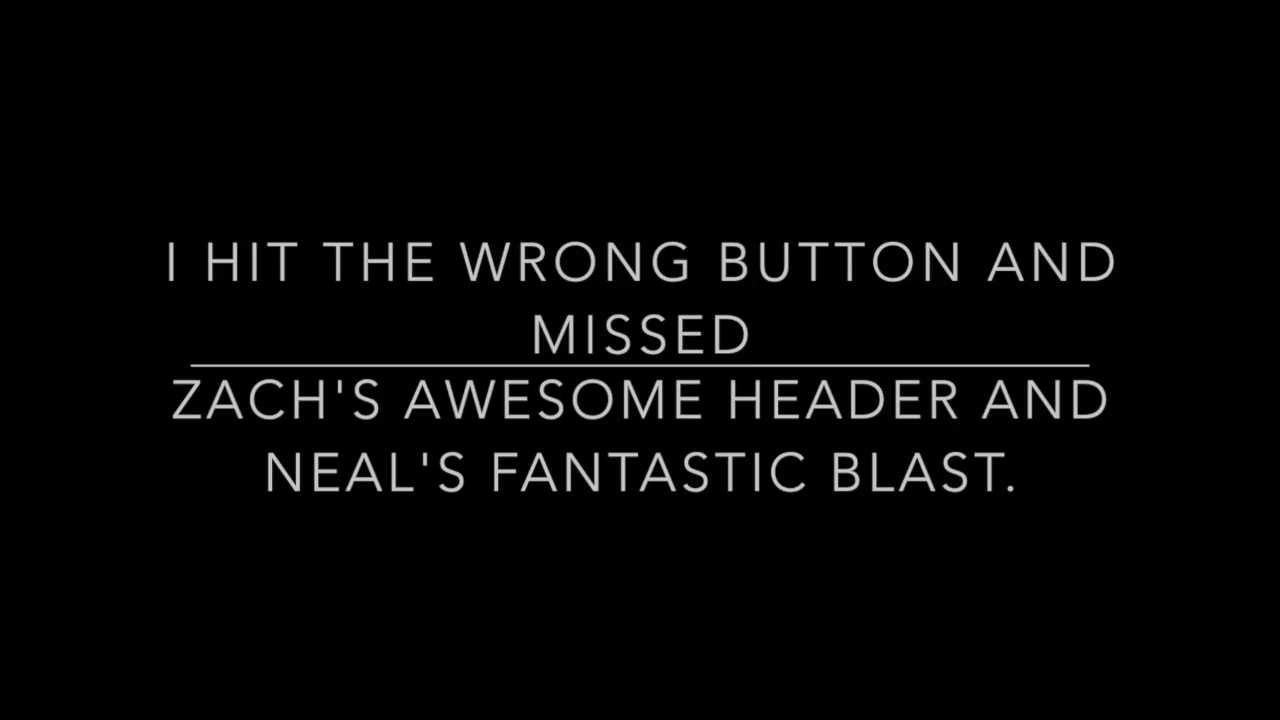 I HIT THE WRONG BUTTON AND
MISSED
ZACH'S AWESOME HEADER AND
NEAL'S FANTASTIC BLAST.